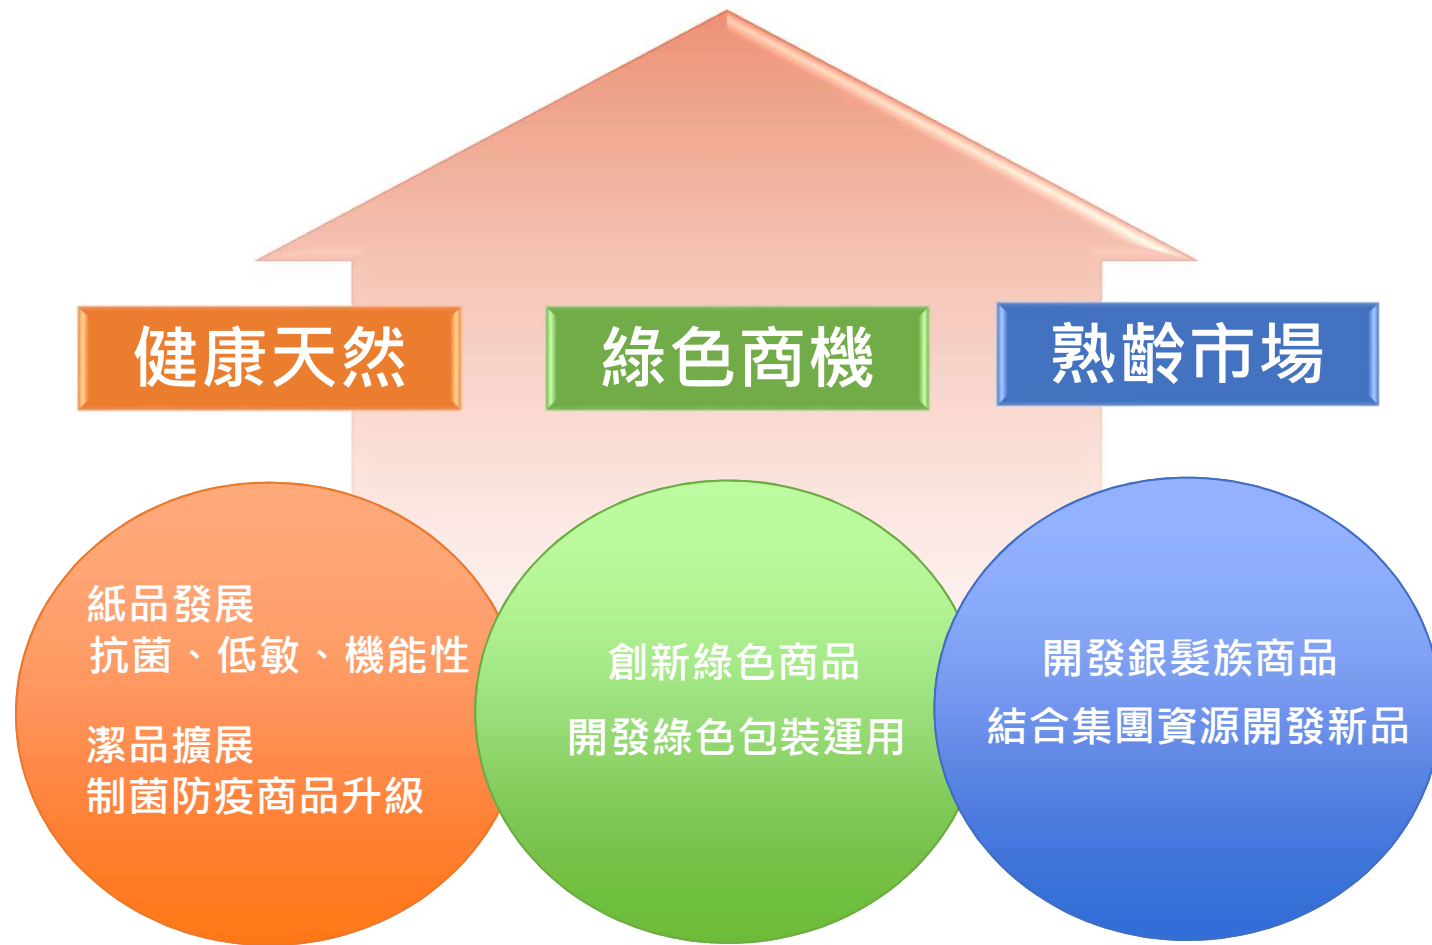 健康天然
綠色商機
熟齡市場
紙品發展
抗菌、低敏、機能性
潔品擴展
制菌防疫商品升級
創新綠色商品
開發綠色包裝運用
開發銀髮族商品
結合集團資源開發新品